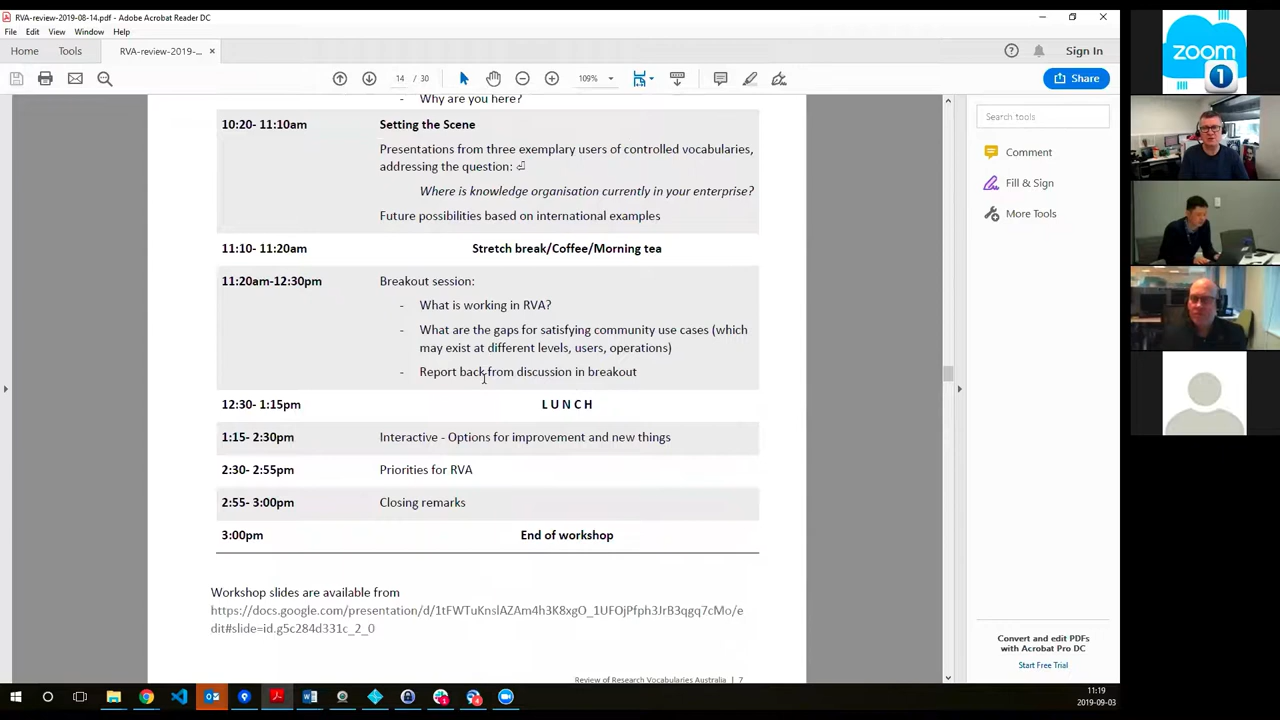 RVA-review-2019-08-14.pdf - Adobe Acrobat Reader DC
File Edit View Window Help
Home Tools RVA-review-2019-... × Sign In
14 / 30 109% Share
- Why are you here?
10:20- 11:10am Setting the Scene
Presentations from three exemplary users of controlled vocabularies,
addressing the question: ⏎
Where is knowledge organisation currently in your enterprise?
Future possibilities based on international examples
11:10- 11:20am Stretch break/Coffee/Morning tea
11:20am-12:30pm Breakout session:
- What is working in RVA?
- What are the gaps for satisfying community use cases (which
may exist at different levels, users, operations)
- Report back from discussion in breakout
12:30- 1:15pm L U N C H
1:15- 2:30pm Interactive - Options for improvement and new things
2:30- 2:55pm Priorities for RVA
2:55- 3:00pm Closing remarks
3:00pm End of workshop
Workshop slides are available from
https://docs.google.com/presentation/d/1tFWTuKnslAZAm4h3K8xgO_1UFOjPfph3JrB3qgq7cMo/e
dit#slide=id.g5c284d331c_2_0
Review of Research Vocabularies Australia | 7
Search tools
Comment
Fill & Sign
More Tools
Convert and edit PDFs
with Acrobat Pro DC
Start Free Trial
zoom
1
11:19
2019-09-03